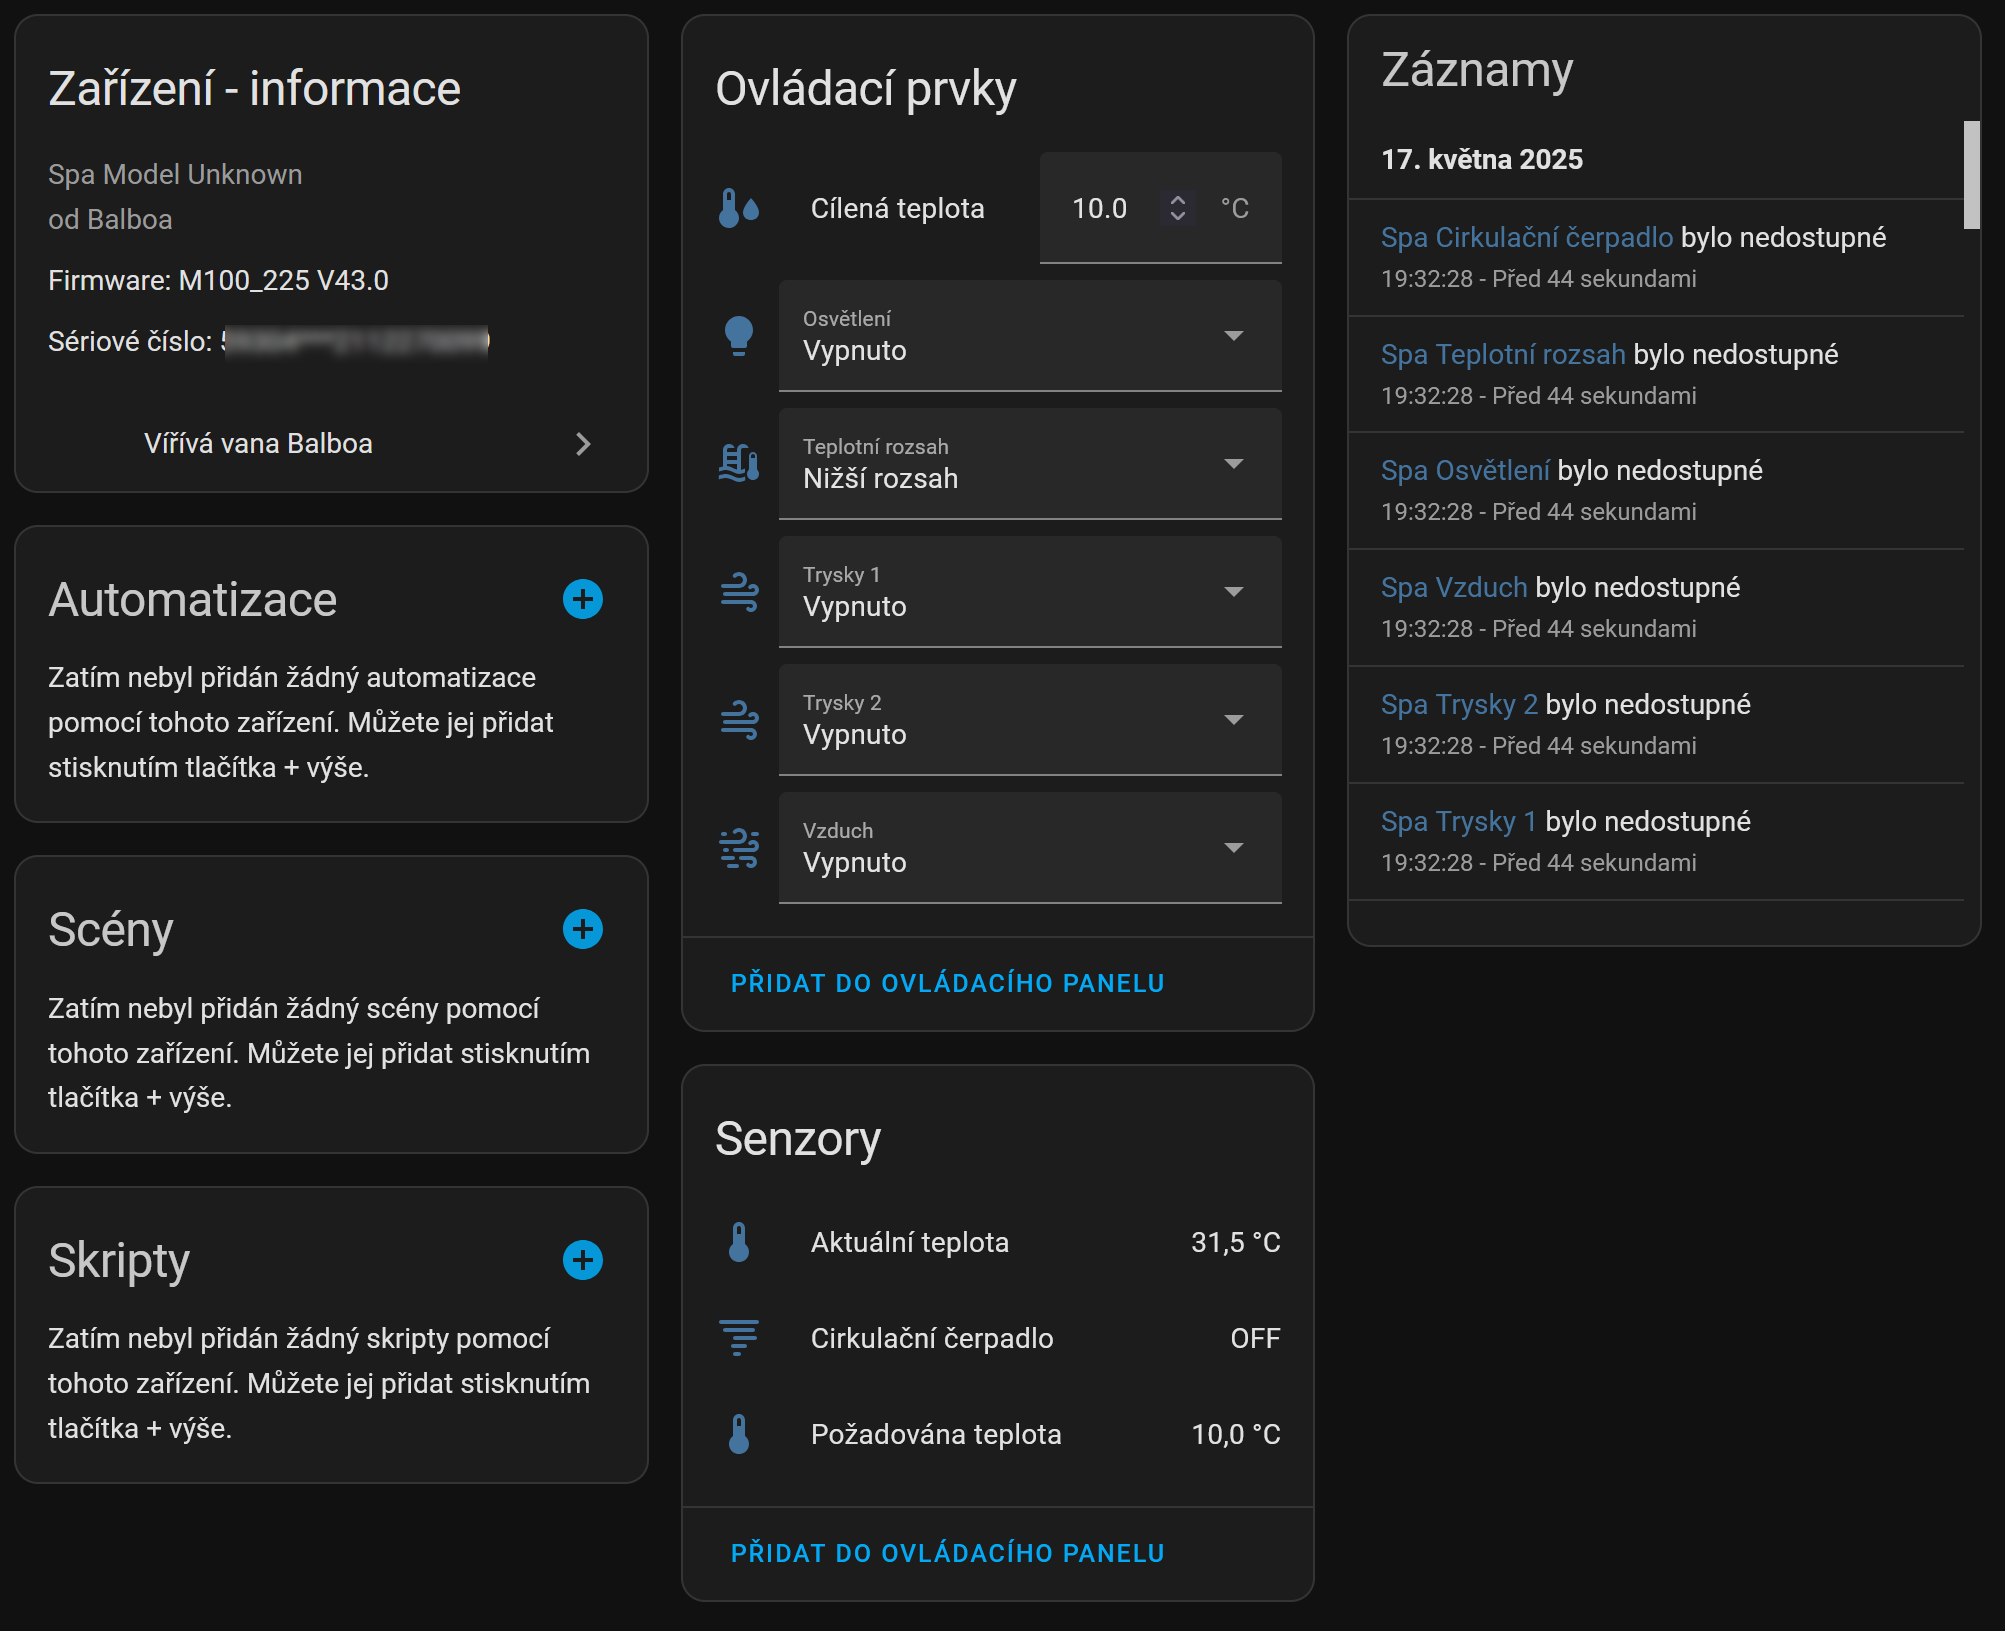 Zařízení - informace
Spa Model Unknown
od Balboa
Firmware: M100_225 V43.0
Sériové číslo:
Vířívá vana Balboa
Automatizace
Zatím nebyl přidán žádný automatizace
pomocí tohoto zařízení. Můžete jej přidat
stisknutím tlačítka + výše.
Scény
Zatím nebyl přidán žádný scény pomocí
tohoto zařízení. Můžete jej přidat stisknutím
tlačítka + výše.
Skripty
Zatím nebyl přidán žádný skripty pomocí
tohoto zařízení. Můžete jej přidat stisknutím
tlačítka + výše.
Ovládací prvky
Cílená teplota 10.0 °C
Osvětlení
Vypnuto
Teplotní rozsah
Nižší rozsah
Trysky 1
Vypnuto
Trysky 2
Vypnuto
Vzduch
Vypnuto
PŘIDAT DO OVLÁDACÍHO PANELU
Senzory
Aktuální teplota 31,5 °C
Cirkulační čerpadlo OFF
Požadována teplota 10,0 °C
PŘIDAT DO OVLÁDACÍHO PANELU
Záznamy
17. května 2025
Spa Cirkulační čerpadlo bylo nedostupné
19:32:28 - Před 44 sekundami
Spa Teplotní rozsah bylo nedostupné
19:32:28 - Před 44 sekundami
Spa Osvětlení bylo nedostupné
19:32:28 - Před 44 sekundami
Spa Vzduch bylo nedostupné
19:32:28 - Před 44 sekundami
Spa Trysky 2 bylo nedostupné
19:32:28 - Před 44 sekundami
Spa Trysky 1 bylo nedostupné
19:32:28 - Před 44 sekundami